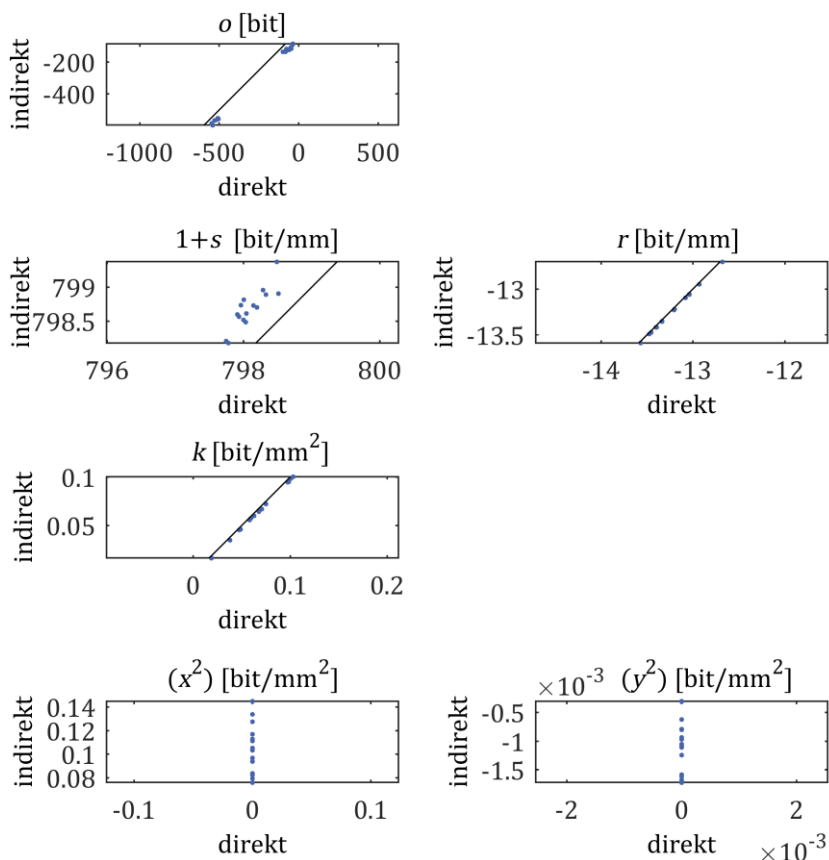 o [bit]
-200
-400
indirekt
-1000 -500 0 500
direkt
1+s [bit/mm]
799
798.5
indirekt
796 798 800
direkt
r [bit/mm]
-13
-13.5
indirekt
-14 -13 -12
direkt
k [bit/mm²]
0.1
0.05
indirekt
0 0.1 0.2
direkt
(x²) [bit/mm²]
0.14
0.12
0.1
0.08
indirekt
-0.1 0 0.1
direkt
×10⁻³ (y²) [bit/mm²]
-0.5
-1
-1.5
indirekt
-2 0 2
direkt ×10⁻³